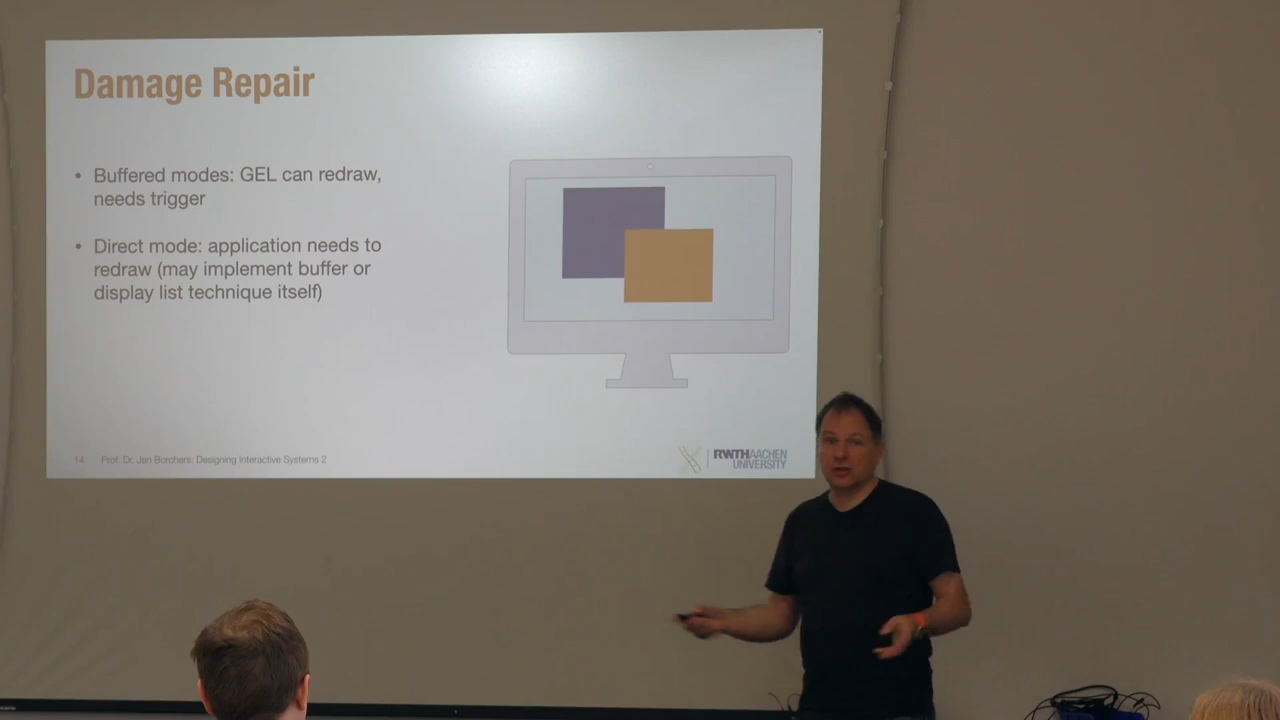 Damage Repair
• Buffered modes: GEL can redraw,
needs trigger
• Direct mode: application needs to
redraw (may implement buffer or
display list technique itself)
14 Prof. Dr. Jan Borchers: Designing Interactive Systems 2
RWTHAACHEN
UNIVERSITY